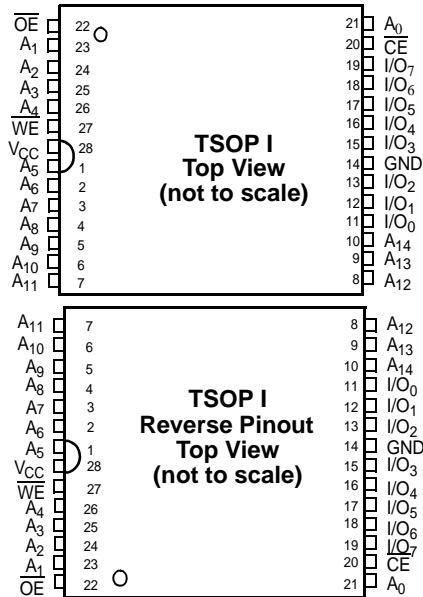 OE 22 21 A0
A1 23 20 CE
A2 24 19 I/O7
A3 25 18 I/O6
A4 26 17 I/O5
WE 27 16 I/O4
VCC 28 15 I/O3
A5 1 14 GND
A6 2 13 I/O2
A7 3 12 I/O1
A8 4 11 I/O0
A9 5 10 A14
A10 6 9 A13
A11 7 8 A12
TSOP I
Top View
(not to scale)
A11 7 8 A12
A10 6 9 A13
A9 5 10 A14
A8 4 11 I/O0
A7 3 12 I/O1
A6 2 13 I/O2
A5 1 14 GND
VCC 28 15 I/O3
WE 27 16 I/O4
A4 26 17 I/O5
A3 25 18 I/O6
A2 24 19 I/O7
A1 23 20 CE
OE 22 21 A0
TSOP I
Reverse Pinout
Top View
(not to scale)